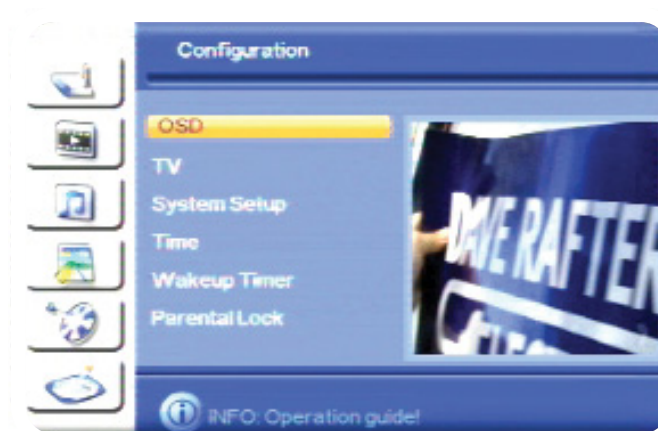 Configuration
OSD
TV
System Setup
Time
Wakeup Timer
Parental Lock
DAVE RAFTER
INFO: Operation guide!